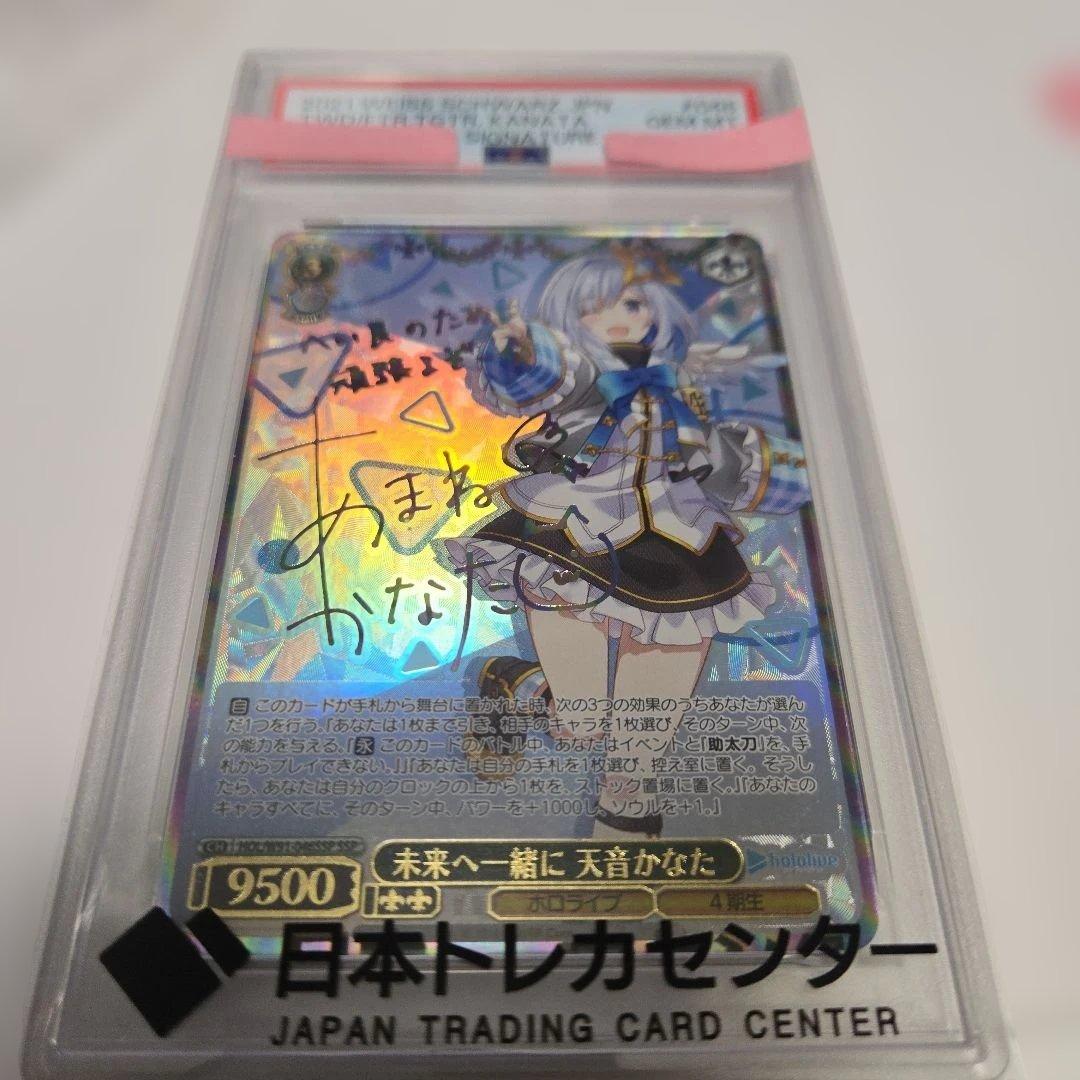 2021 WEISS SCHWARZ JPN
TWD/FTR TGTR, KANATA
SIGNATURE
GEM MT
3
へい民のため
頑張るぞ
あまね
かなた
自 このカードが手札から舞台に置かれた時、次の3つの効果のうちあなたが選ん
だ1つを行う。『あなたは1枚まで引き、相手のキャラを1枚選び、そのターン中、次
の能力を与える。『永 このカードのバトル中、あなたはイベントと『助太刀』を、手
札からプレイできない。』』『あなたは自分の手札を1枚選び、控え室に置く。そうし
たら、あなたは自分のクロックの上から1枚を、ストック置場に置く。』『あなたの
キャラすべてに、そのターン中、パワーを+1000し、ソウルを+1。』
HOL/W91-046SSP SSP
未来へ一緒に 天音かなた
hololive
9500
ホロライブ
4期生
日本トレカセンター
JAPAN TRADING CARD CENTER